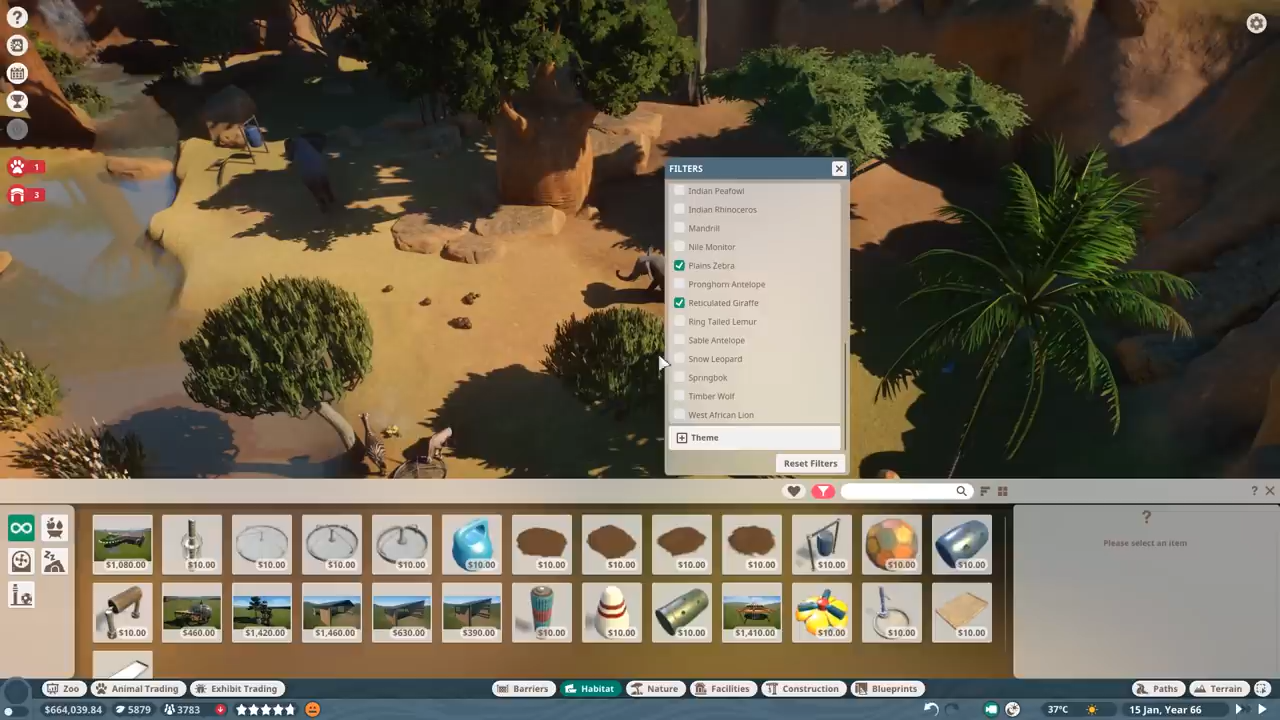 ?
1
3
FILTERS
Indian Peafowl
Indian Rhinoceros
Mandrill
Nile Monitor
Plains Zebra
Pronghorn Antelope
Reticulated Giraffe
Ring Tailed Lemur
Sable Antelope
Snow Leopard
Springbok
Timber Wolf
West African Lion
Theme
Reset Filters
?
?
Please select an item
$1,080.00 $10.00 $10.00 $10.00 $10.00 $10.00 $10.00 $10.00 $10.00 $10.00 $10.00 $10.00 $10.00
$10.00 $460.00 $1,420.00 $1,460.00 $630.00 $390.00 $10.00 $10.00 $10.00 $1,410.00 $10.00 $10.00 $10.00
Zoo Animal Trading Exhibit Trading Barriers Habitat Nature Facilities Construction Blueprints Paths Terrain
$664,039.84 5879 3783 37°C 15 Jan, Year 66